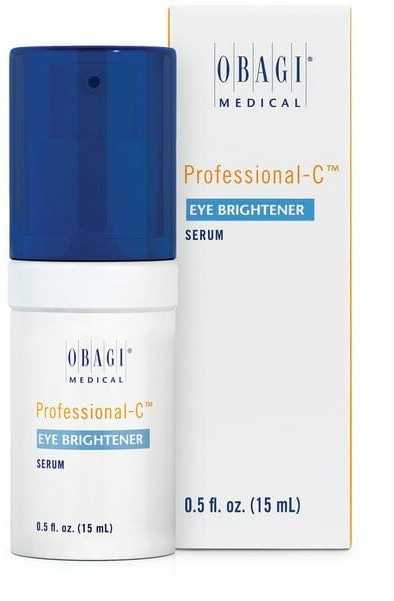 OBAGI®
MEDICAL
Professional-C™
EYE BRIGHTENER
SERUM
0.5 fl. oz. (15 mL)
OBAGI®
MEDICAL
Professional-C™
EYE BRIGHTENER
SERUM
0.5 fl. oz. (15 mL)